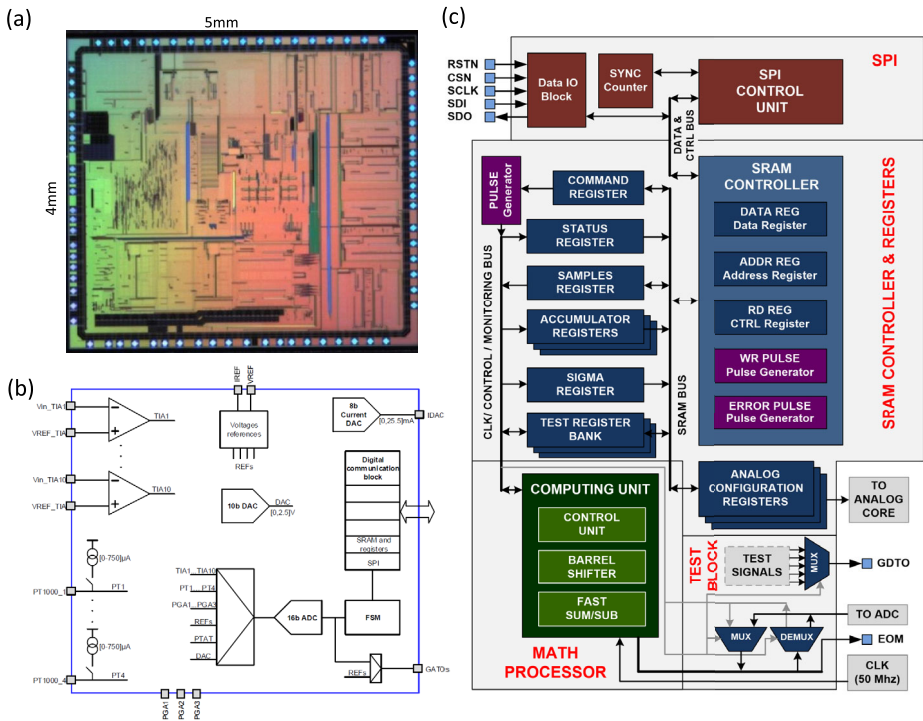 (a)
5mm
4mm
(b)
Vin_TIA1
VREF_TIA
TIA1
Vin_TIA10
VREF_TIA
TIA10
IREF
VREF
Voltages
references
REFs
8b
Current
DAC
IDAC
[0,25.5]mA
10b DAC
DAC
[0,2.5]V
Digital
communication
block
SRAM and
registers
SPI
[0-750]µA
PT1000_1
PT1
[0-750]µA
PT1000_4
PT4
TIA1...TIA10
PT1...PT4
PGA1...PGA3
REFs
PTAT
DAC
16b ADC
FSM
REFs
GATOs
PGA1
PGA2
PGA3
(c)
SPI
RSTN
CSN
SCLK
SDI
SDO
Data IO
Block
SYNC
Counter
SPI
CONTROL
UNIT
DATA &
CTRL BUS
PULSE
Generator
COMMAND
REGISTER
STATUS
REGISTER
SAMPLES
REGISTER
ACCUMULATOR
REGISTERS
SIGMA
REGISTER
TEST REGISTER
BANK
CLK/ CONTROL / MONITORING BUS
SRAM BUS
SRAM
CONTROLLER
DATA REG
Data Register
ADDR REG
Address Register
RD REG
CTRL Register
WR PULSE
Pulse Generator
ERROR PULSE
Pulse Generator
SRAM CONTROLLER & REGISTERS
ANALOG
CONFIGURATION
REGISTERS
TO
ANALOG
CORE
COMPUTING UNIT
CONTROL
UNIT
BARREL
SHIFTER
FAST
SUM/SUB
MATH
PROCESSOR
TEST
BLOCK
TEST
SIGNALS
MUX
GDTO
MUX
DEMUX
TO ADC
EOM
CLK
(50 Mhz)